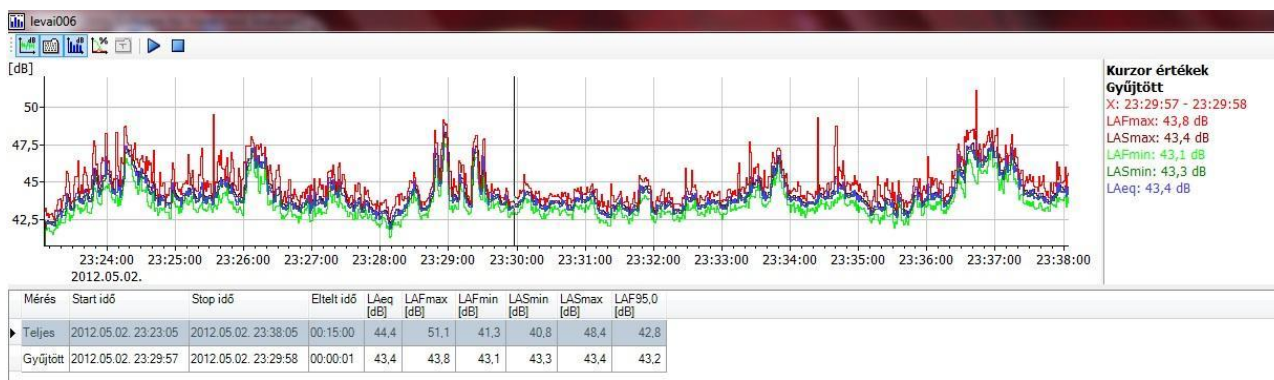 levai006
[dB]
50
47,5
45
42,5
23:24:00 23:25:00 23:26:00 23:27:00 23:28:00 23:29:00 23:30:00 23:31:00 23:32:00 23:33:00 23:34:00 23:35:00 23:36:00 23:37:00 23:38:00
2012.05.02.
Kurzor értékek
Gyűjtött
X: 23:29:57 - 23:29:58
LAFmax: 43,8 dB
LASmax: 43,4 dB
LAFmin: 43,1 dB
LASmin: 43,3 dB
LAeq: 43,4 dB
Mérés Start idő Stop idő Eltelt idő LAeq LAFmax LAFmin LASmin LASmax LAF95,0
[dB] [dB] [dB] [dB] [dB] [dB]
Teljes 2012.05.02. 23:23:05 2012.05.02. 23:38:05 00:15:00 44,4 51,1 41,3 40,8 48,4 42,8
Gyűjtött 2012.05.02. 23:29:57 2012.05.02. 23:29:58 00:00:01 43,4 43,8 43,1 43,3 43,4 43,2